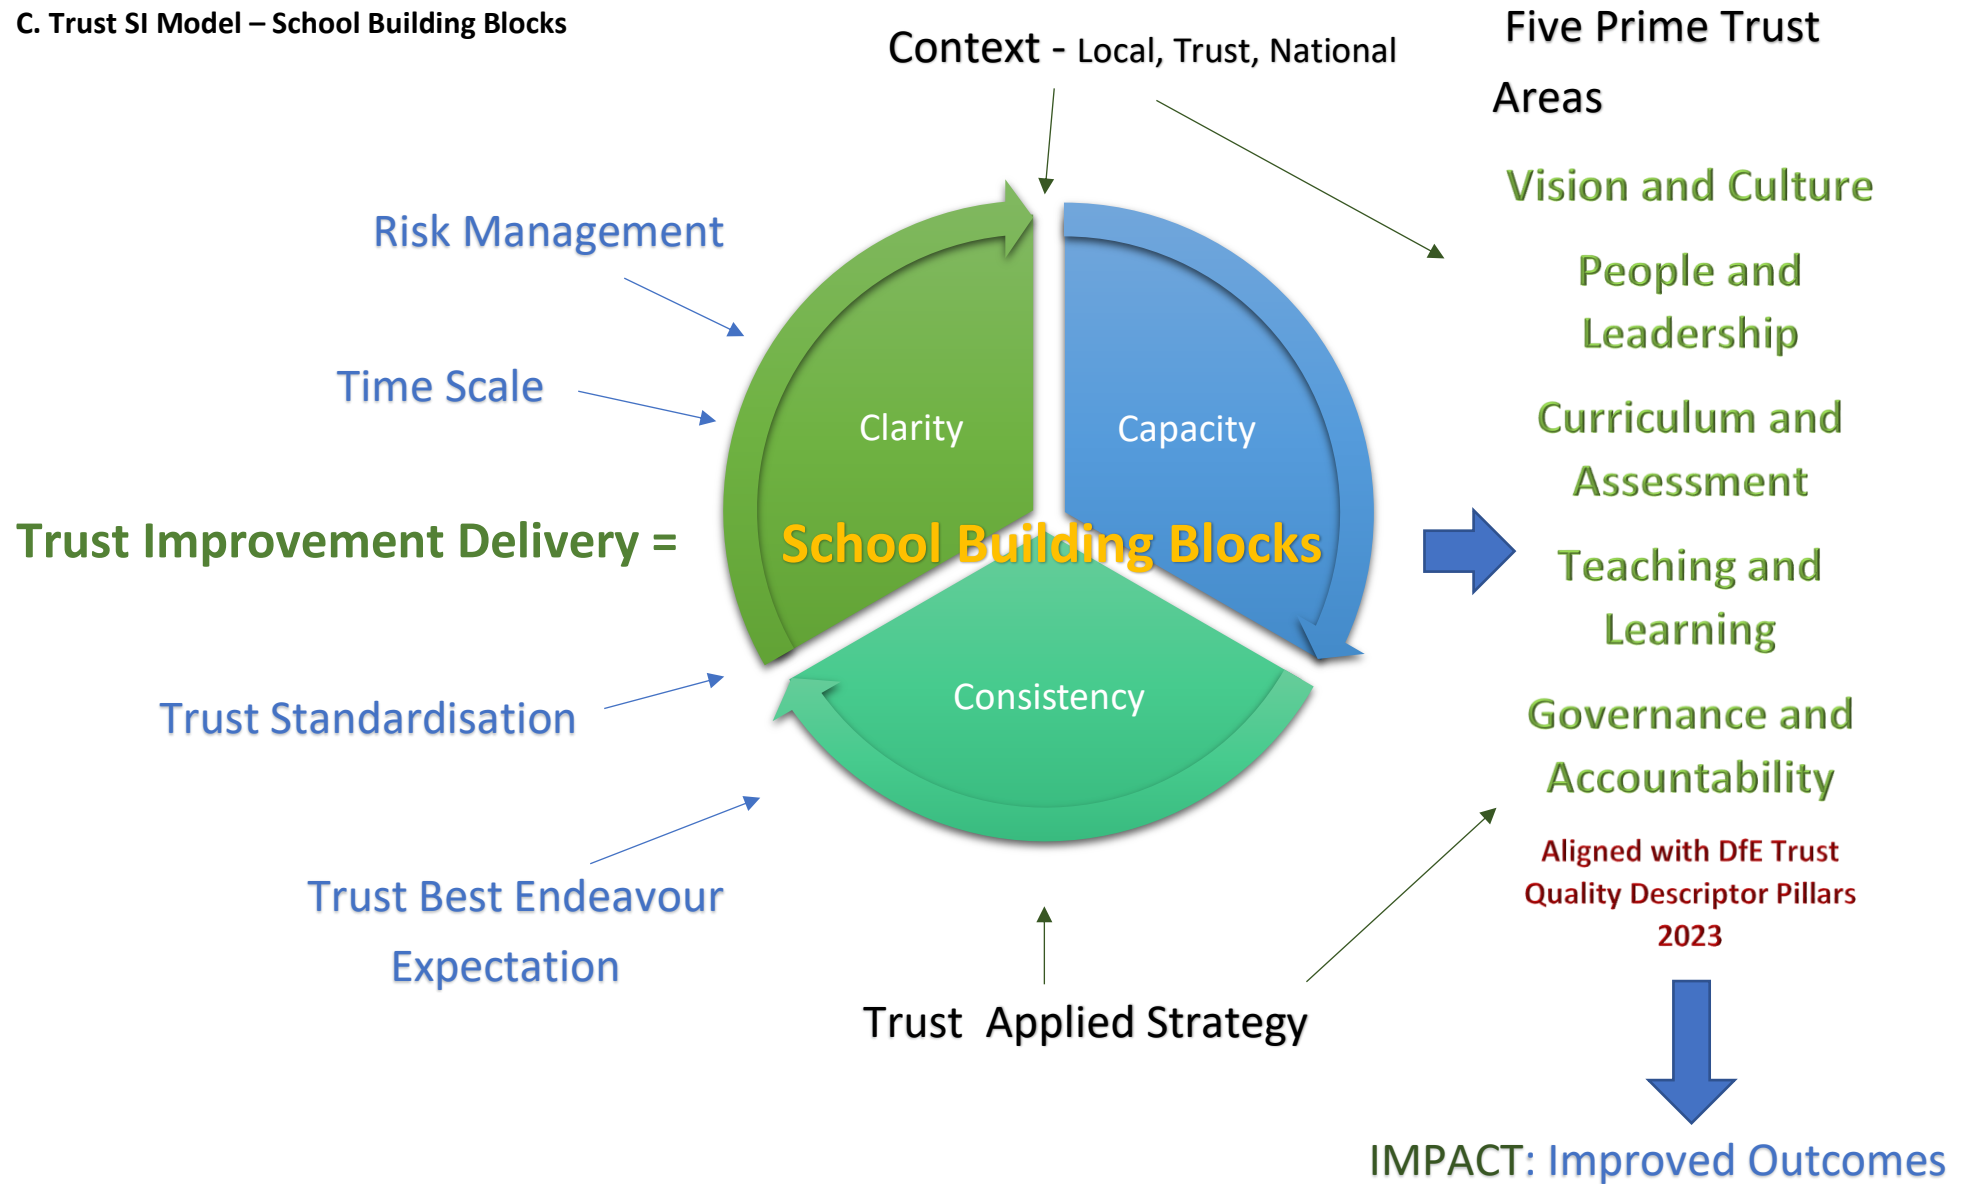 C. Trust SI Model – School Building Blocks
Context - Local, Trust, National
Five Prime Trust
Areas
Vision and Culture
Risk Management
People and
Leadership
Time Scale
Clarity
Capacity
Curriculum and
Assessment
Trust Improvement Delivery =
School Building Blocks
Teaching and
Learning
Consistency
Trust Standardisation
Governance and
Accountability
Aligned with DfE Trust
Quality Descriptor Pillars
2023
Trust Best Endeavour
Expectation
Trust Applied Strategy
IMPACT: Improved Outcomes